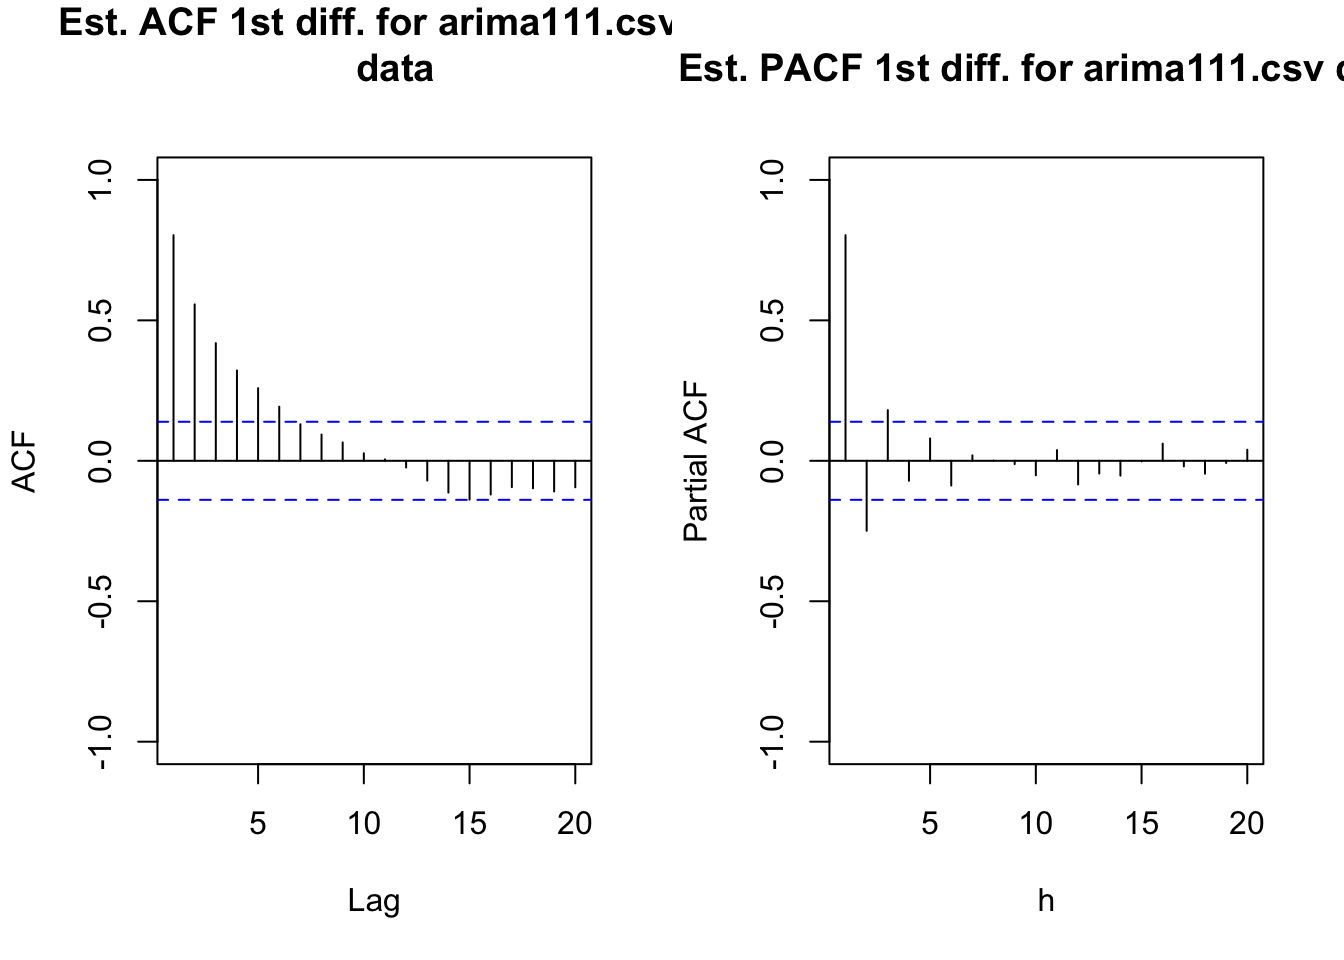 Est. ACF 1st diff. for arima111.csv
data
ACF
1.0
0.5
0.0
-0.5
-1.0
5 10 15 20
Lag
Est. PACF 1st diff. for arima111.csv
Partial ACF
1.0
0.5
0.0
-0.5
-1.0
5 10 15 20
h